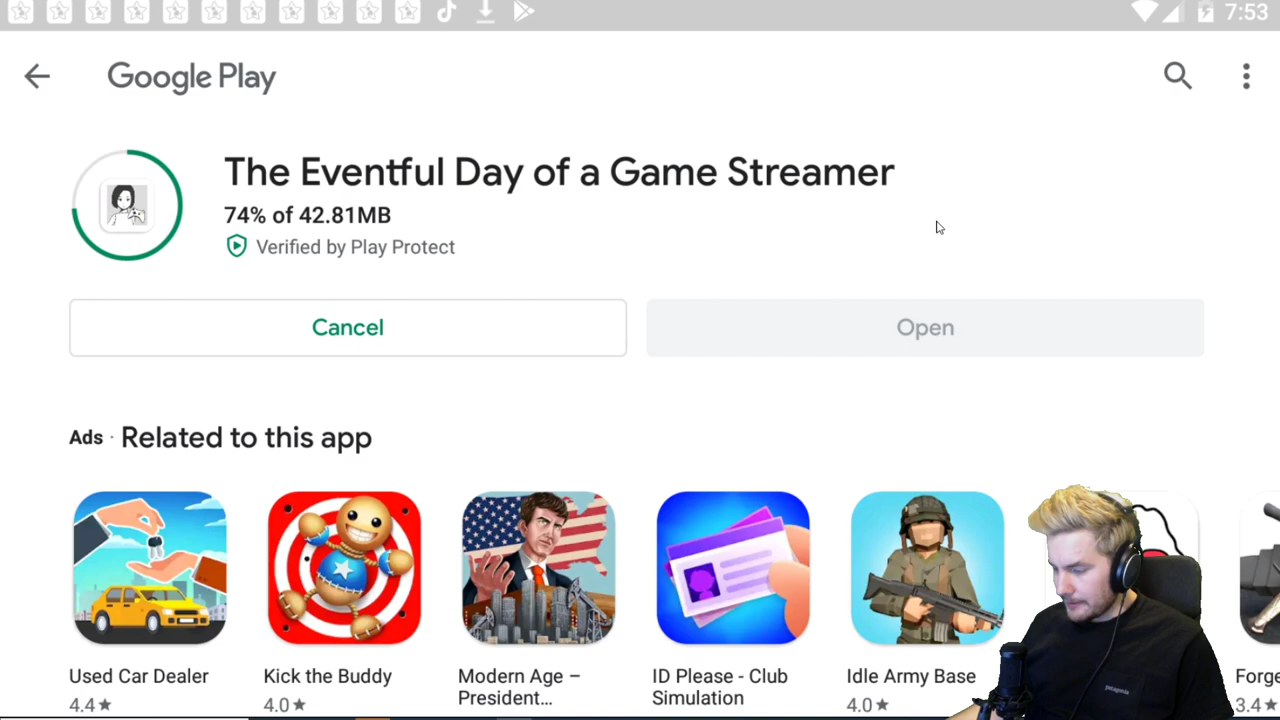 7:53
Google Play
The Eventful Day of a Game Streamer
74% of 42.81MB
Verified by Play Protect
Cancel
Open
Ads · Related to this app
Used Car Dealer
Kick the Buddy
Modern Age –
President...
ID Please - Club
Simulation
Idle Army Base
Forge
4.4★
4.0★
4.0★
3.4★
patagonia